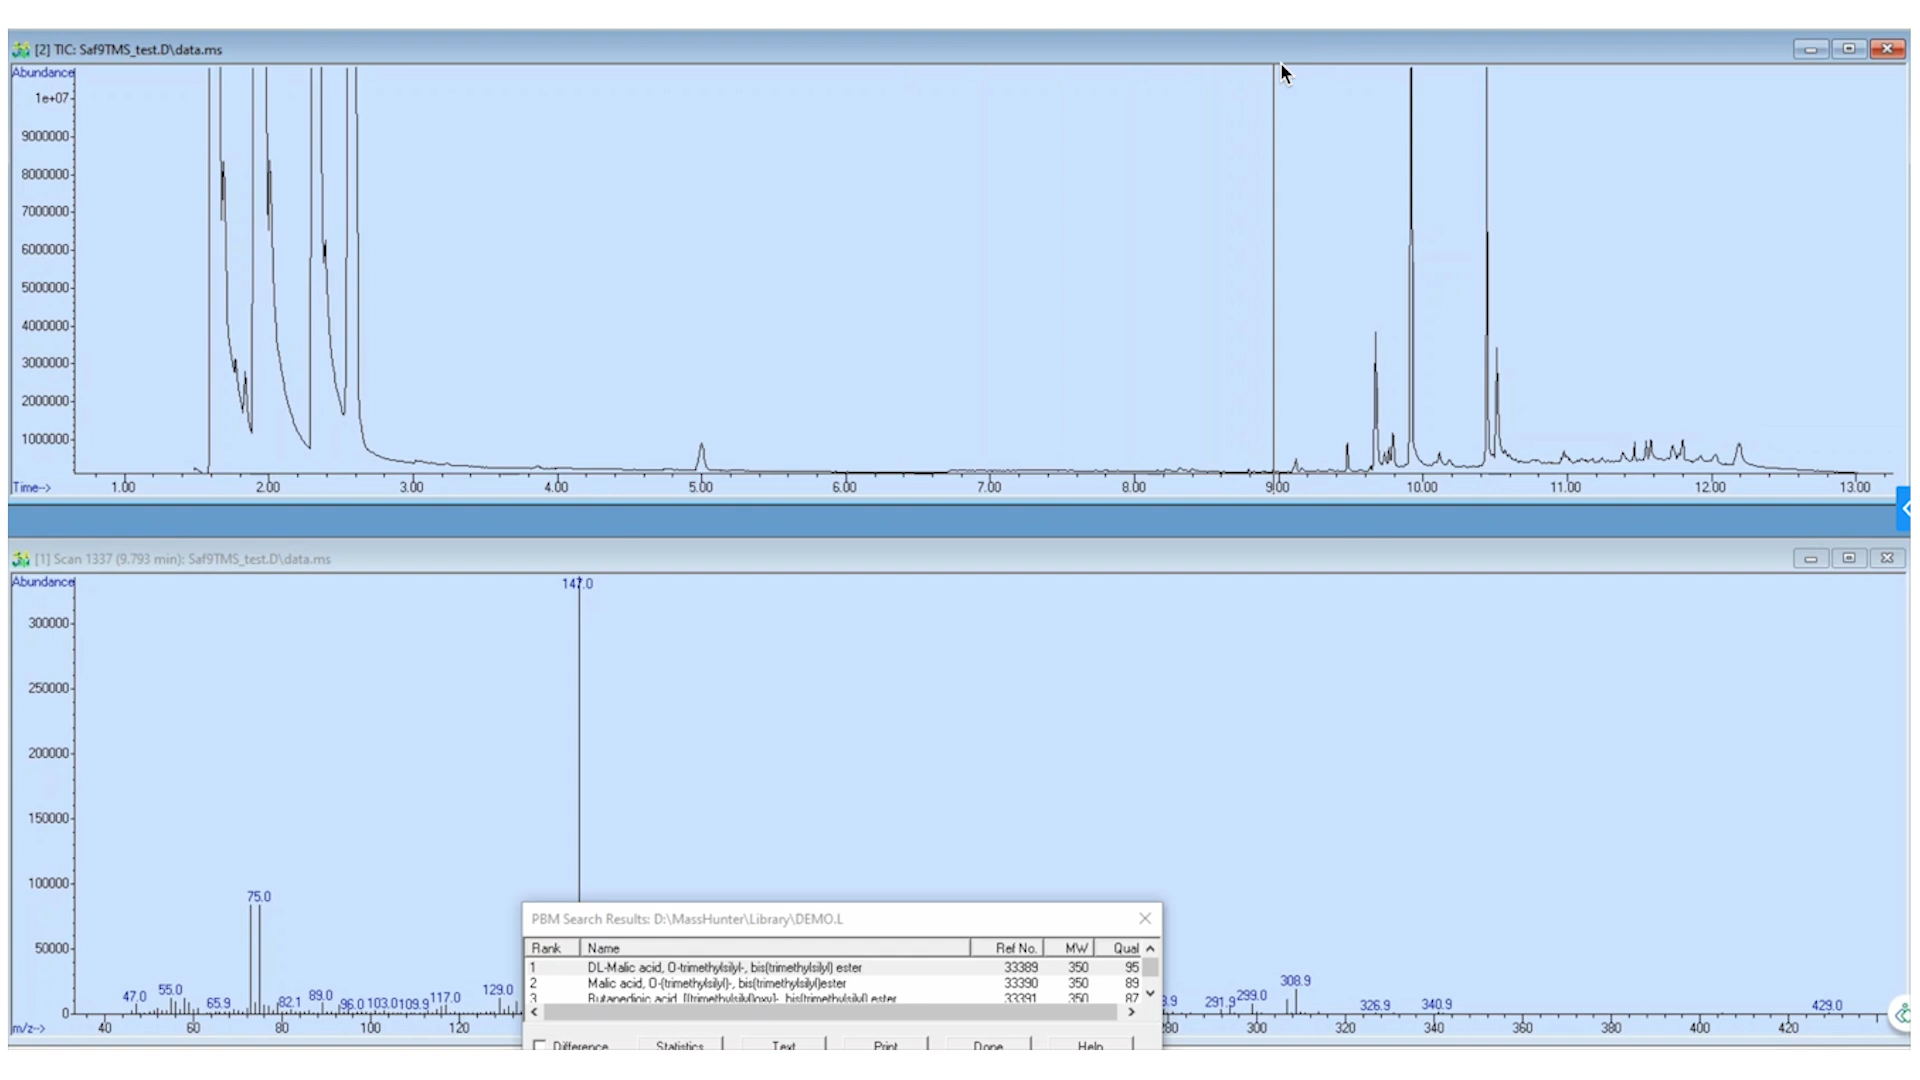 [2] TIC: Saf9TMS_test.D\data.ms
Abundance
1e+07
9000000
8000000
7000000
6000000
5000000
4000000
3000000
2000000
1000000
Time-->
1.00 2.00 3.00 4.00 5.00 6.00 7.00 8.00 9.00 10.00 11.00 12.00 13.00
[1] Scan 1337 (9.793 min): Saf9TMS_test.D\data.ms
Abundance
147.0
300000
250000
200000
150000
100000
75.0
50000
47.0 55.0 65.9 82.1 89.0 96.0 103.0 109.9 117.0 129.0
291.9 299.0 308.9 326.9 340.9 429.0
0
m/z-->
40 60 80 100 120
280 300 320 340 360 380 400 420
PBM Search Results: D:\MassHunter\Library\DEMO.L
Rank Name Ref No. MW Qual
1 DL-Malic acid, O-trimethylsilyl-, bis(trimethylsilyl) ester 33389 350 95
2 Malic acid, O-(trimethylsilyl)-, bis(trimethylsilyl)ester 33390 350 89
3 Butanedioic acid, [(trimethylsilyl)oxy]-, bis(trimethylsilyl) ester 33391 350 87
Difference Statistics Text Print Done Help